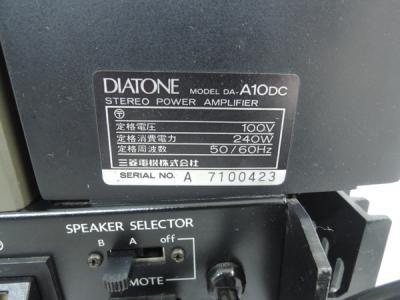 DIATONE MODEL DA-A10DC
STEREO POWER AMPLIFIER
〒
定格電圧 100V
定格消費電力 240W
定格周波数 50/60Hz
三菱電機株式会社
SERIAL NO. A 7100423
SPEAKER SELECTOR
B A off